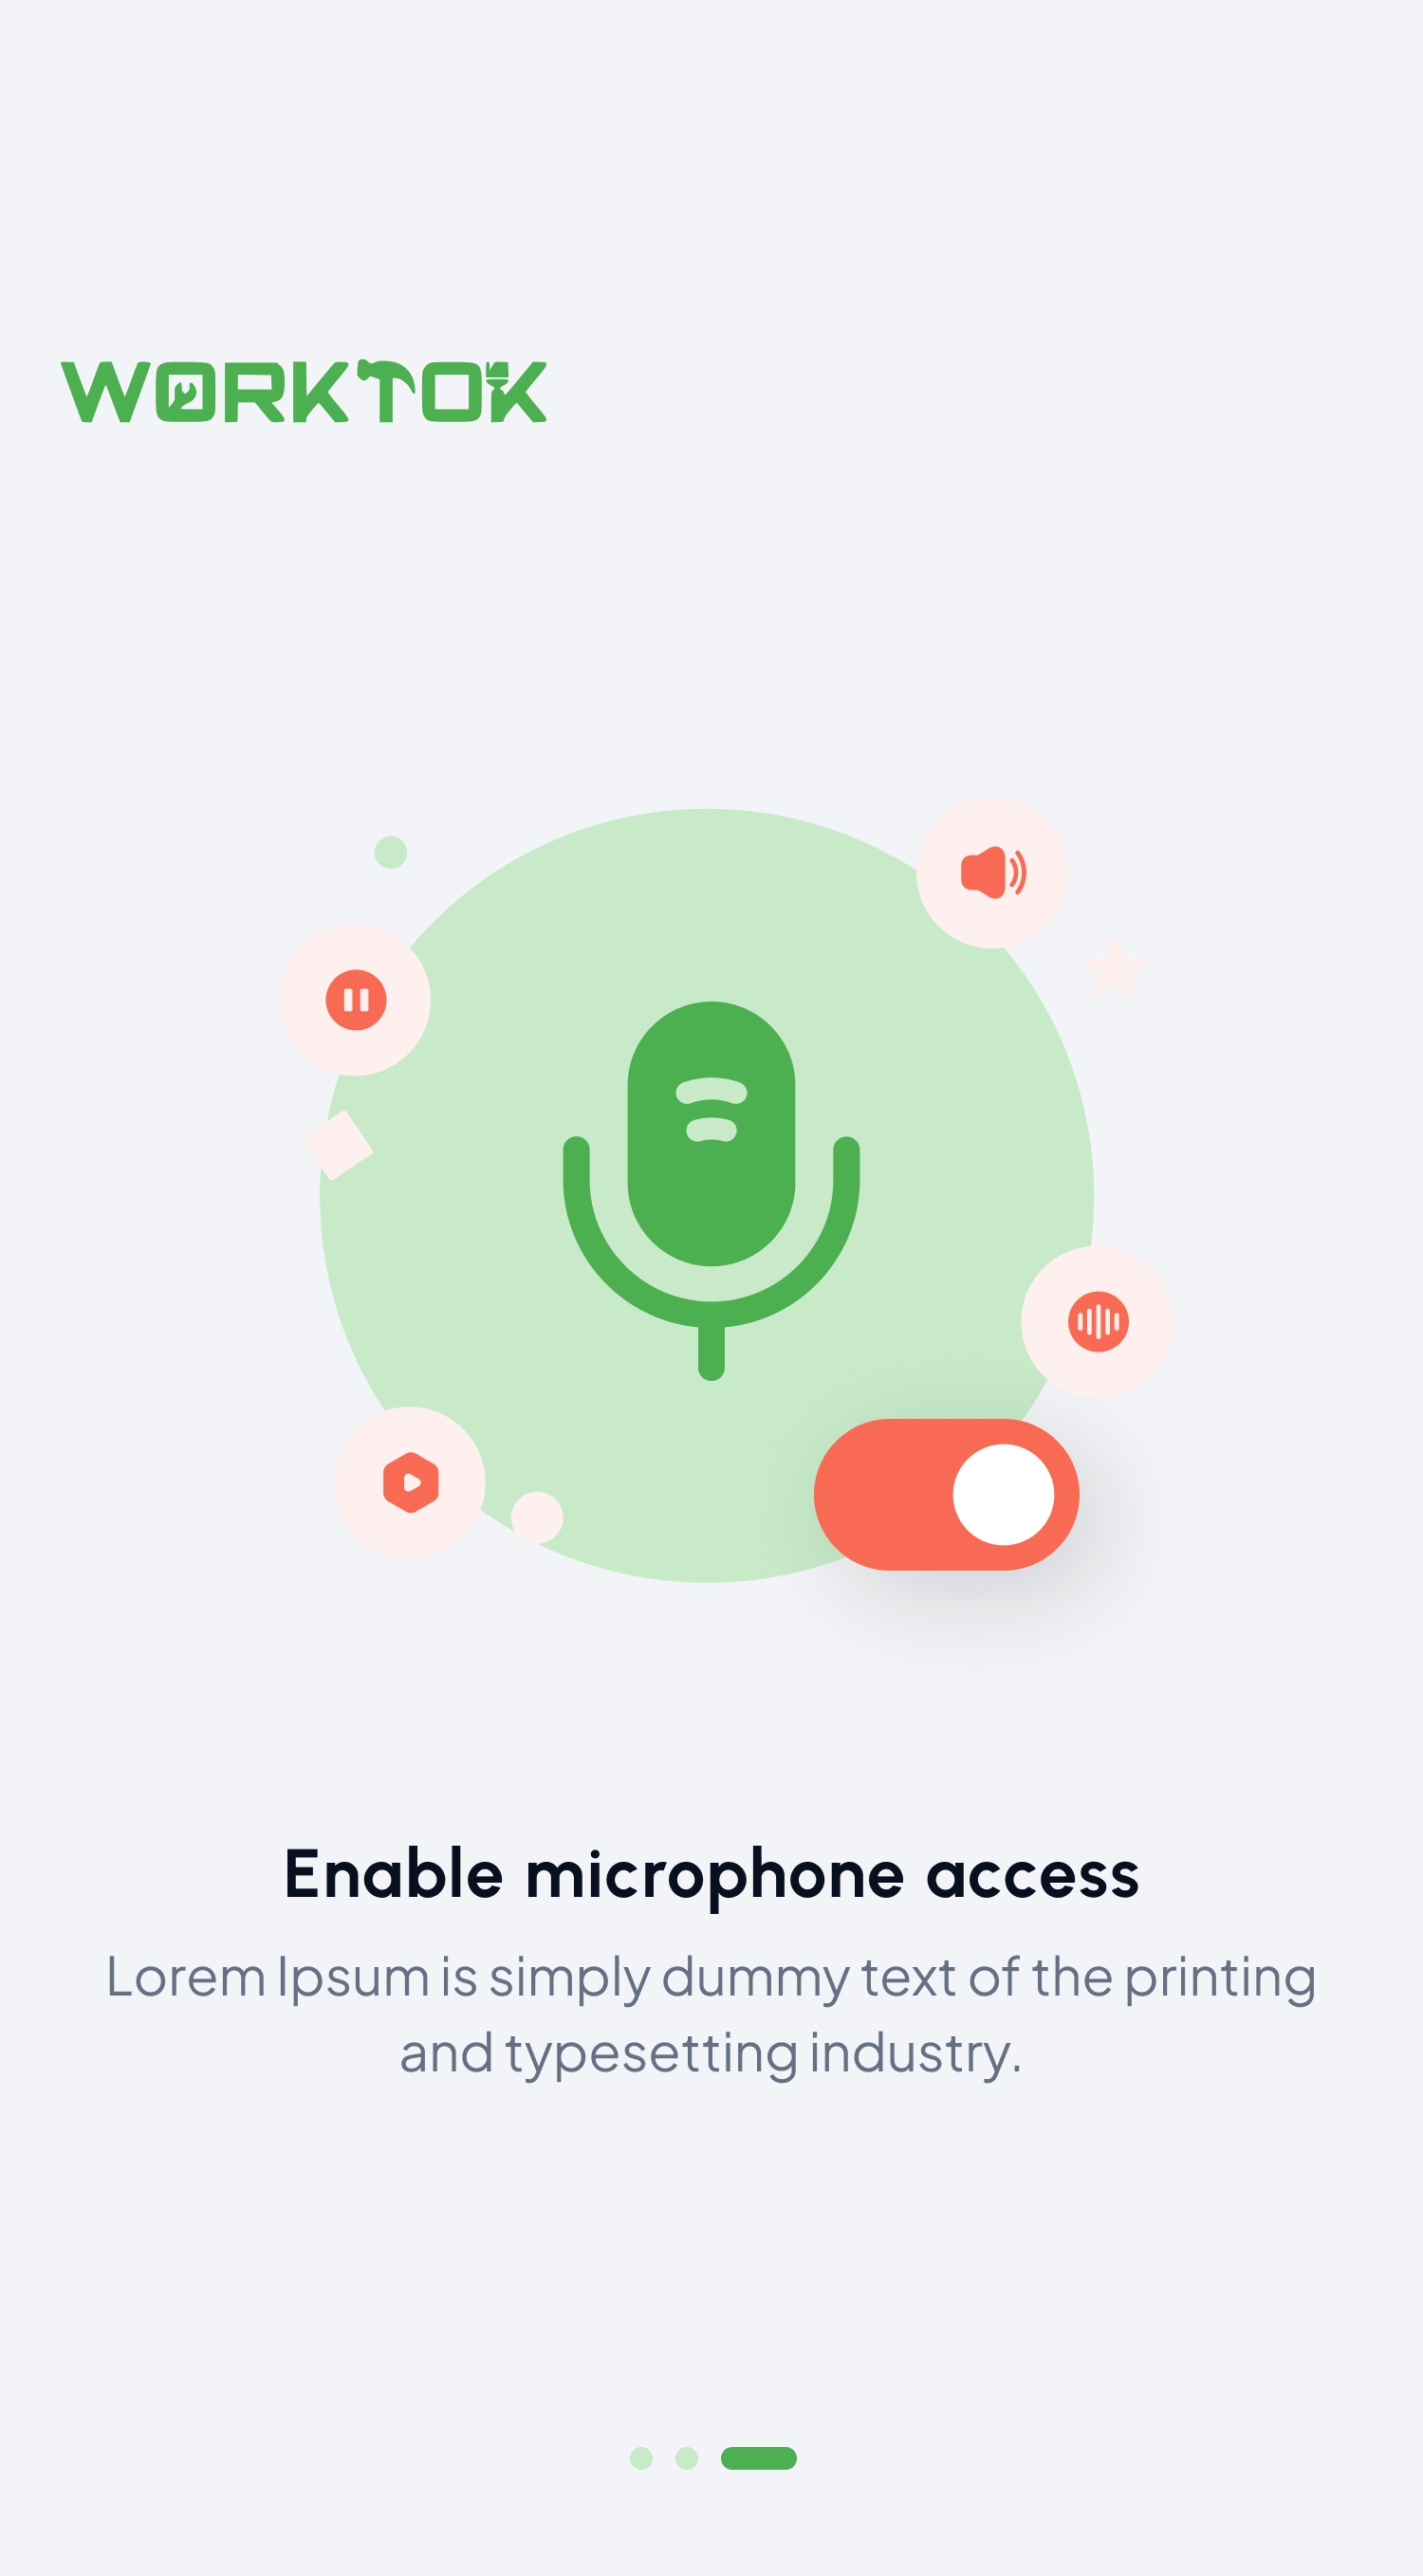 WORKTOK
Enable microphone access
Lorem Ipsum is simply dummy text of the printing
and typesetting industry.